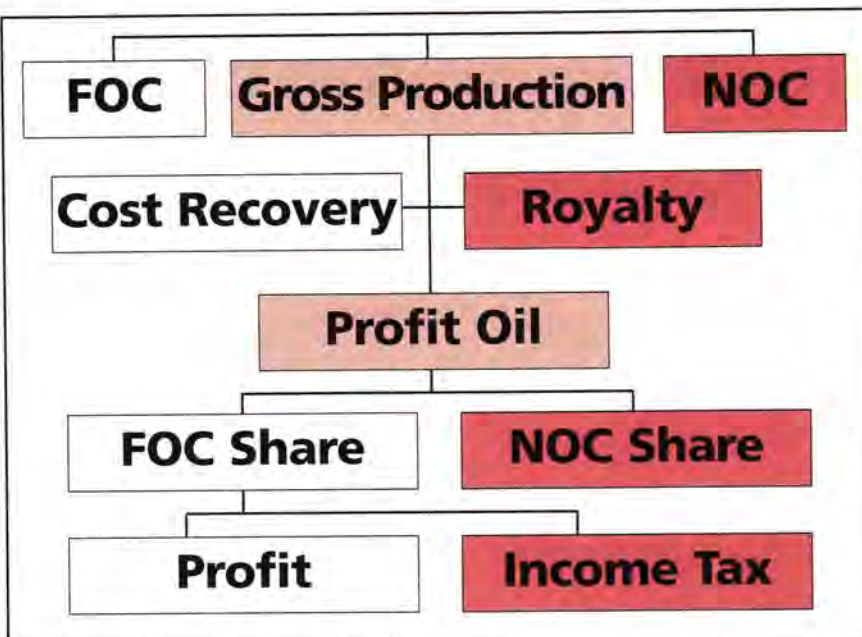 FOC
Gross Production
NOC
Cost Recovery
Royalty
Profit Oil
FOC Share
NOC Share
Profit
Income Tax